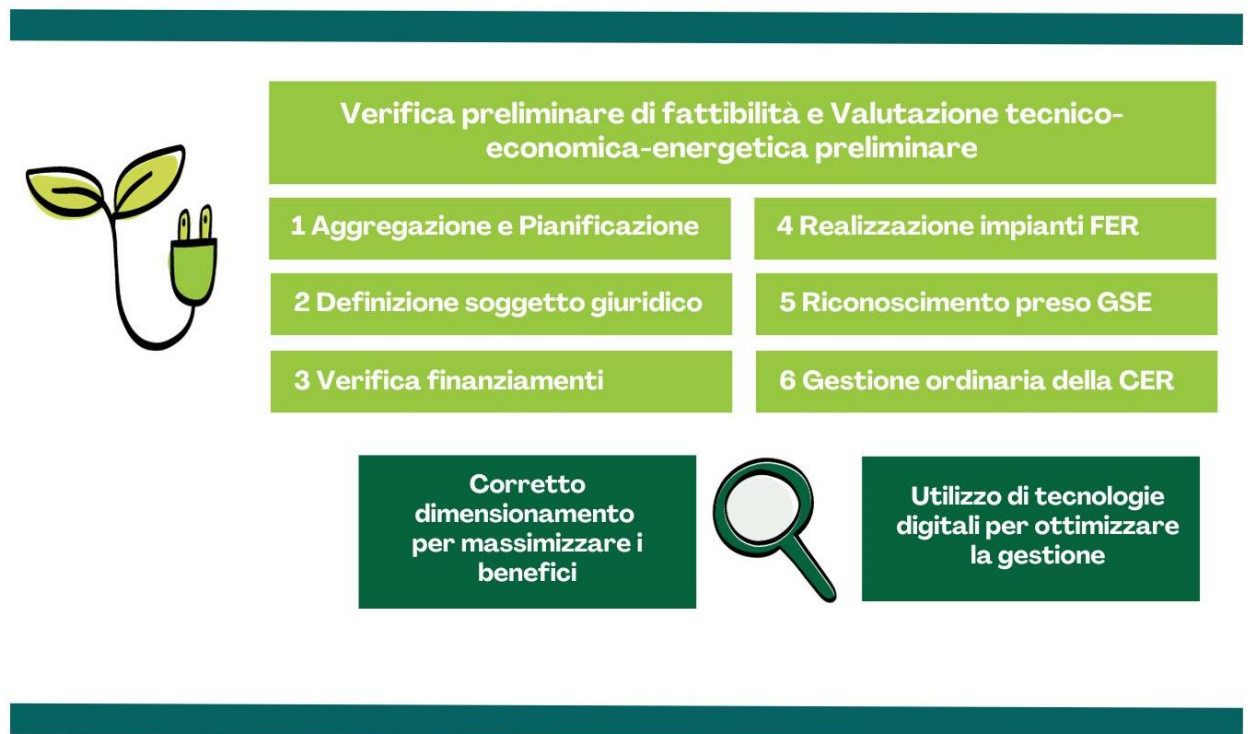 Verifica preliminare di fattibilità e Valutazione tecnico-
economica-energetica preliminare
1 Aggregazione e Pianificazione
2 Definizione soggetto giuridico
3 Verifica finanziamenti
4 Realizzazione impianti FER
5 Riconoscimento preso GSE
6 Gestione ordinaria della CER
Corretto
dimensionamento
per massimizzare i
benefici
Utilizzo di tecnologie
digitali per ottimizzare
la gestione